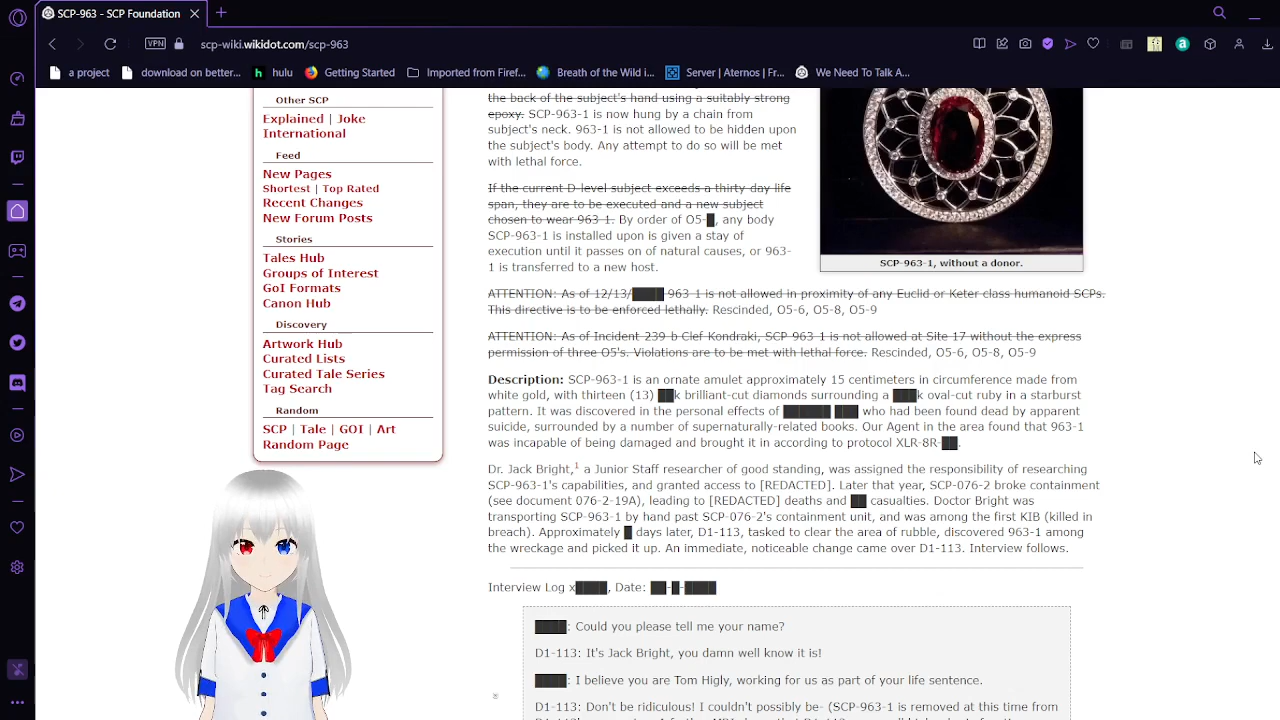 SCP-963 - SCP Foundation
VPN
scp-wiki.wikidot.com/scp-963
a project
download on better...
hulu
Getting Started
Imported from Firef...
Breath of the Wild i...
Server | Aternos | Fr...
We Need To Talk A...
Other SCP
Explained | Joke
International
Feed
New Pages
Shortest | Top Rated
Recent Changes
New Forum Posts
Stories
Tales Hub
Groups of Interest
GoI Formats
Canon Hub
Discovery
Artwork Hub
Curated Lists
Curated Tale Series
Tag Search
Random
SCP | Tale | GOI | Art
Random Page
the back of the subject's hand using a suitably strong
epoxy. SCP-963-1 is now hung by a chain from
subject's neck. 963-1 is not allowed to be hidden upon
the subject's body. Any attempt to do so will be met
with lethal force.
If the current D-level subject exceeds a thirty day life
span, they are to be executed and a new subject
chosen to wear 963-1. By order of O5-█, any body
SCP-963-1 is installed upon is given a stay of
execution until it passes on of natural causes, or 963-
1 is transferred to a new host.
SCP-963-1, without a donor.
ATTENTION: As of 12/13/████ 963-1 is not allowed in proximity of any Euclid or Keter class humanoid SCPs.
This directive is to be enforced lethally. Rescinded, O5-6, O5-8, O5-9
ATTENTION: As of Incident 239-b Clef Kondraki, SCP-963-1 is not allowed at Site 17 without the express
permission of three O5's. Violations are to be met with lethal force. Rescinded, O5-6, O5-8, O5-9
Description: SCP-963-1 is an ornate amulet approximately 15 centimeters in circumference made from
white gold, with thirteen (13) ██k brilliant-cut diamonds surrounding a ███k oval-cut ruby in a starburst
pattern. It was discovered in the personal effects of ██████ ███ who had been found dead by apparent
suicide, surrounded by a number of supernaturally-related books. Our Agent in the area found that 963-1
was incapable of being damaged and brought it in according to protocol XLR-8R-██.
Dr. Jack Bright,1 a Junior Staff researcher of good standing, was assigned the responsibility of researching
SCP-963-1's capabilities, and granted access to [REDACTED]. Later that year, SCP-076-2 broke containment
(see document 076-2-19A), leading to [REDACTED] deaths and ██ casualties. Doctor Bright was
transporting SCP-963-1 by hand past SCP-076-2's containment unit, and was among the first KIB (killed in
breach). Approximately █ days later, D1-113, tasked to clear the area of rubble, discovered 963-1 among
the wreckage and picked it up. An immediate, noticeable change came over D1-113. Interview follows.
Interview Log x████, Date: ██-█-████
████: Could you please tell me your name?
D1-113: It's Jack Bright, you damn well know it is!
████: I believe you are Tom Higly, working for us as part of your life sentence.
D1-113: Don't be ridiculous! I couldn't possibly be- (SCP-963-1 is removed at this time from